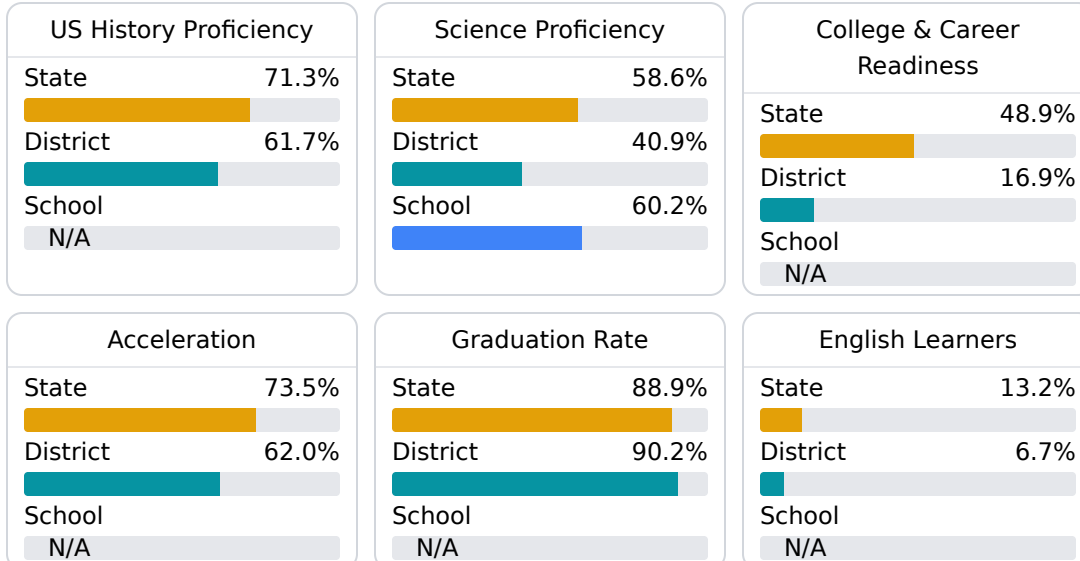 US History Proficiency
State 71.3%
District 61.7%
School
N/A
Science Proficiency
State 58.6%
District 40.9%
School 60.2%
College & Career
Readiness
State 48.9%
District 16.9%
School
N/A
Acceleration
State 73.5%
District 62.0%
School
N/A
Graduation Rate
State 88.9%
District 90.2%
School
N/A
English Learners
State 13.2%
District 6.7%
School
N/A